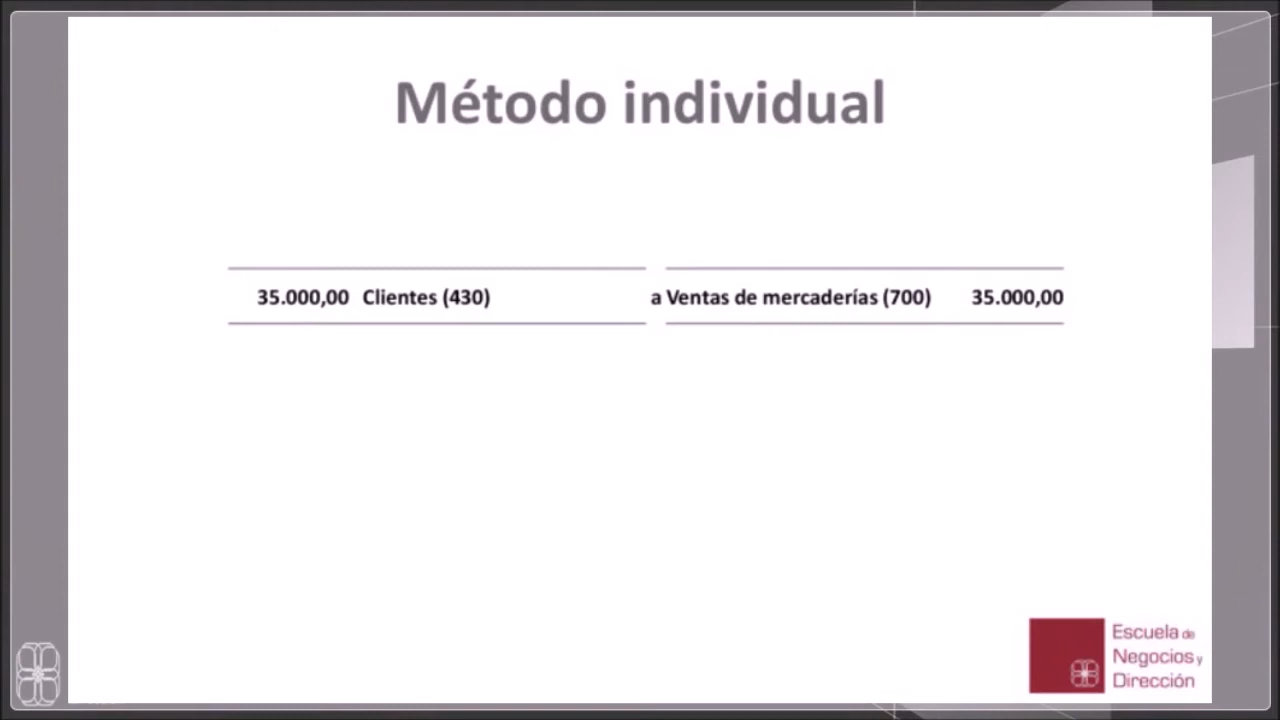 Método individual
35.000,00 Clientes (430) a Ventas de mercaderías (700) 35.000,00
Escuela de
Negocios y
Dirección